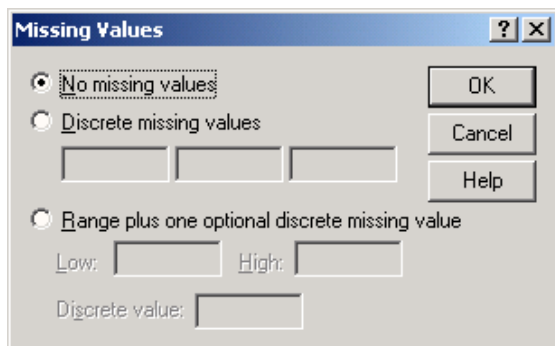 Missing Values
No missing values
OK
Discrete missing values
Cancel
Help
Range plus one optional discrete missing value
Low: High:
Discrete value: